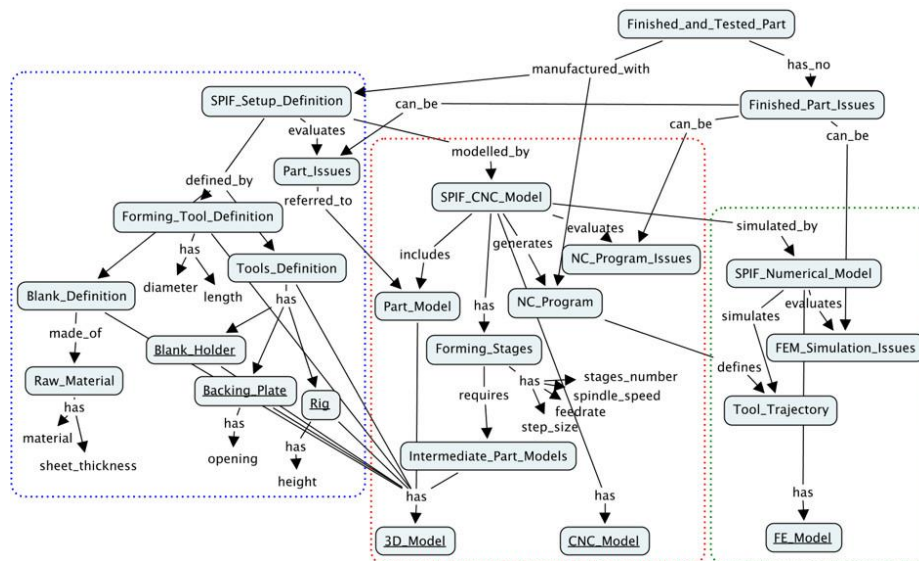 Finished_and_Tested_Part
manufactured_with
has_no
SPIF_Setup_Definition
can_be
Finished_Part_Issues
evaluates
can_be
can_be
Part_Issues
modelled_by
defined_by
referred_to
SPIF_CNC_Model
Forming_Tool_Definition
simulated_by
has
includes
generates
evaluates
Tools_Definition
NC_Program_Issues
SPIF_Numerical_Model
diameter
length
Blank_Definition
has
Part_Model
has
NC_Program
simulates
evaluates
made_of
Blank_Holder
Forming_Stages
FEM_Simulation_Issues
Raw_Material
Backing_Plate
Rig
requires
has
stages_number
spindle_speed
feedrate
step_size
defines
Tool_Trajectory
has
material
sheet_thickness
has
opening
has
height
Intermediate_Part_Models
has
has
has
3D_Model
CNC_Model
FE_Model